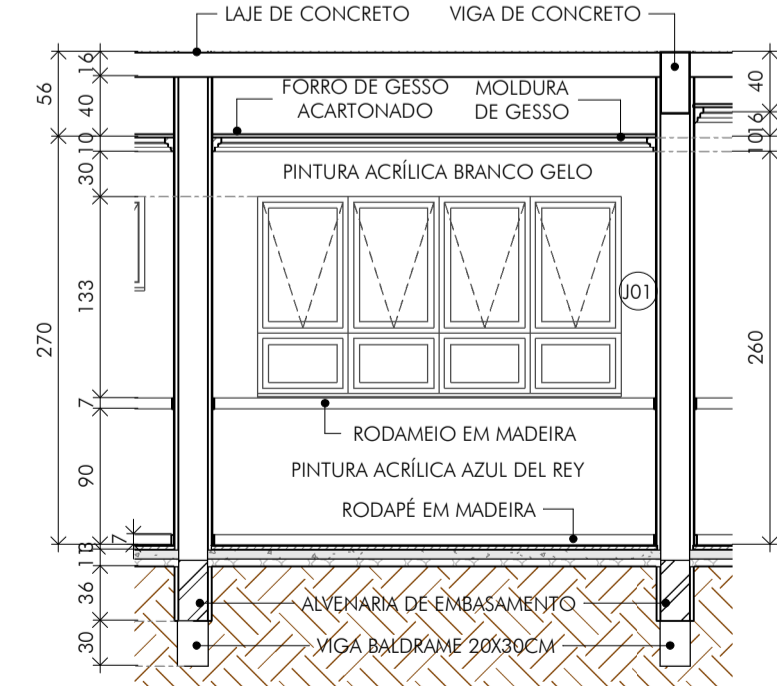 LAJE DE CONCRETO
VIGA DE CONCRETO
FORRO DE GESSO
ACARTONADO
MOLDURA
DE GESSO
PINTURA ACRÍLICA BRANCO GELO
J01
RODAMEIO EM MADEIRA
PINTURA ACRÍLICA AZUL DEL REY
RODAPÉ EM MADEIRA
ALVENARIA DE EMBASAMENTO
VIGA BALDRAME 20X30CM
56
270
16
40
10
30
133
7
90
7
13
36
30
40
16
10
260